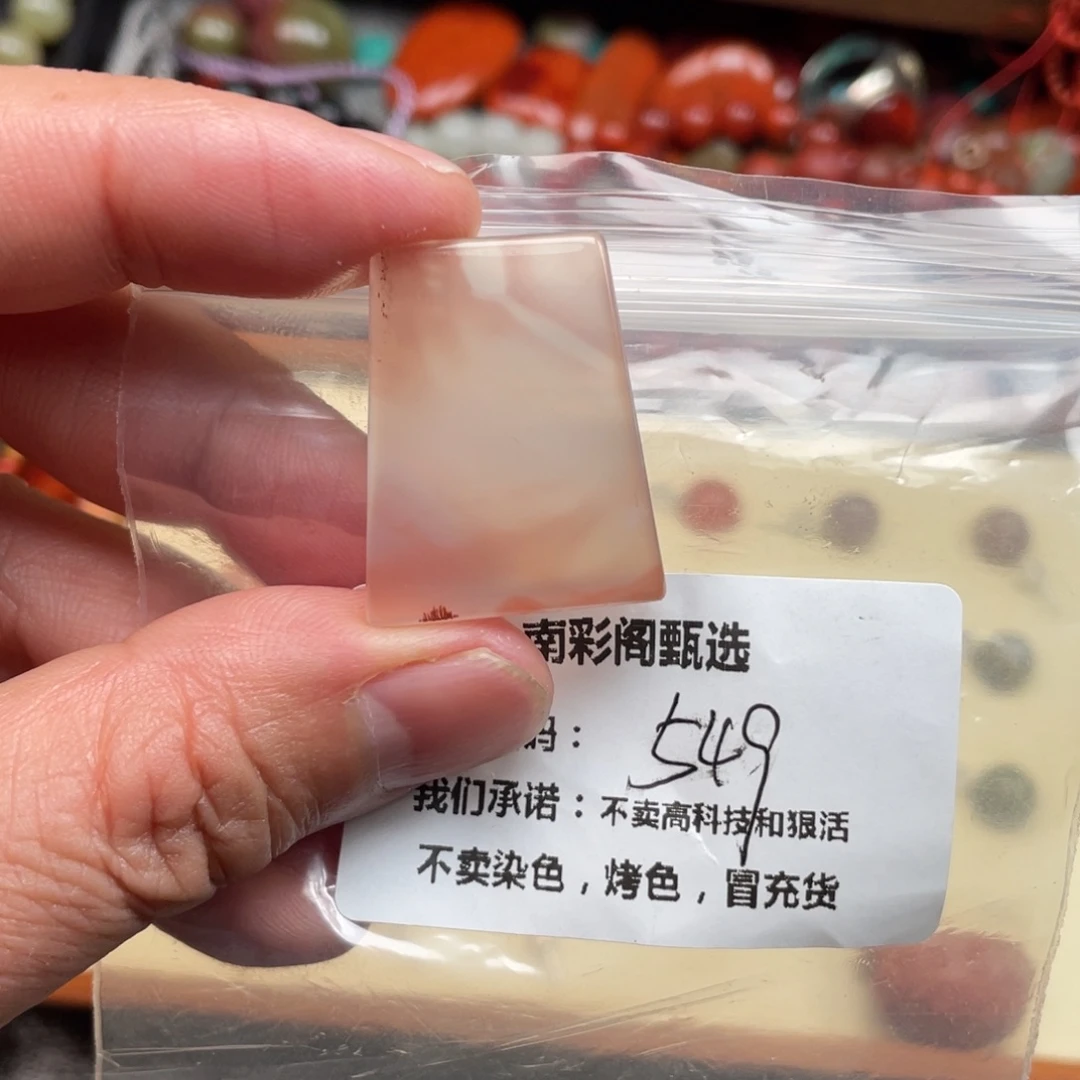 南彩阁甄选
码：549
我们承诺：不卖高科技和狠活
不卖染色，烤色，冒充货